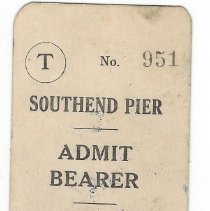 T No. 951
SOUTHEND PIER
ADMIT
BEARER